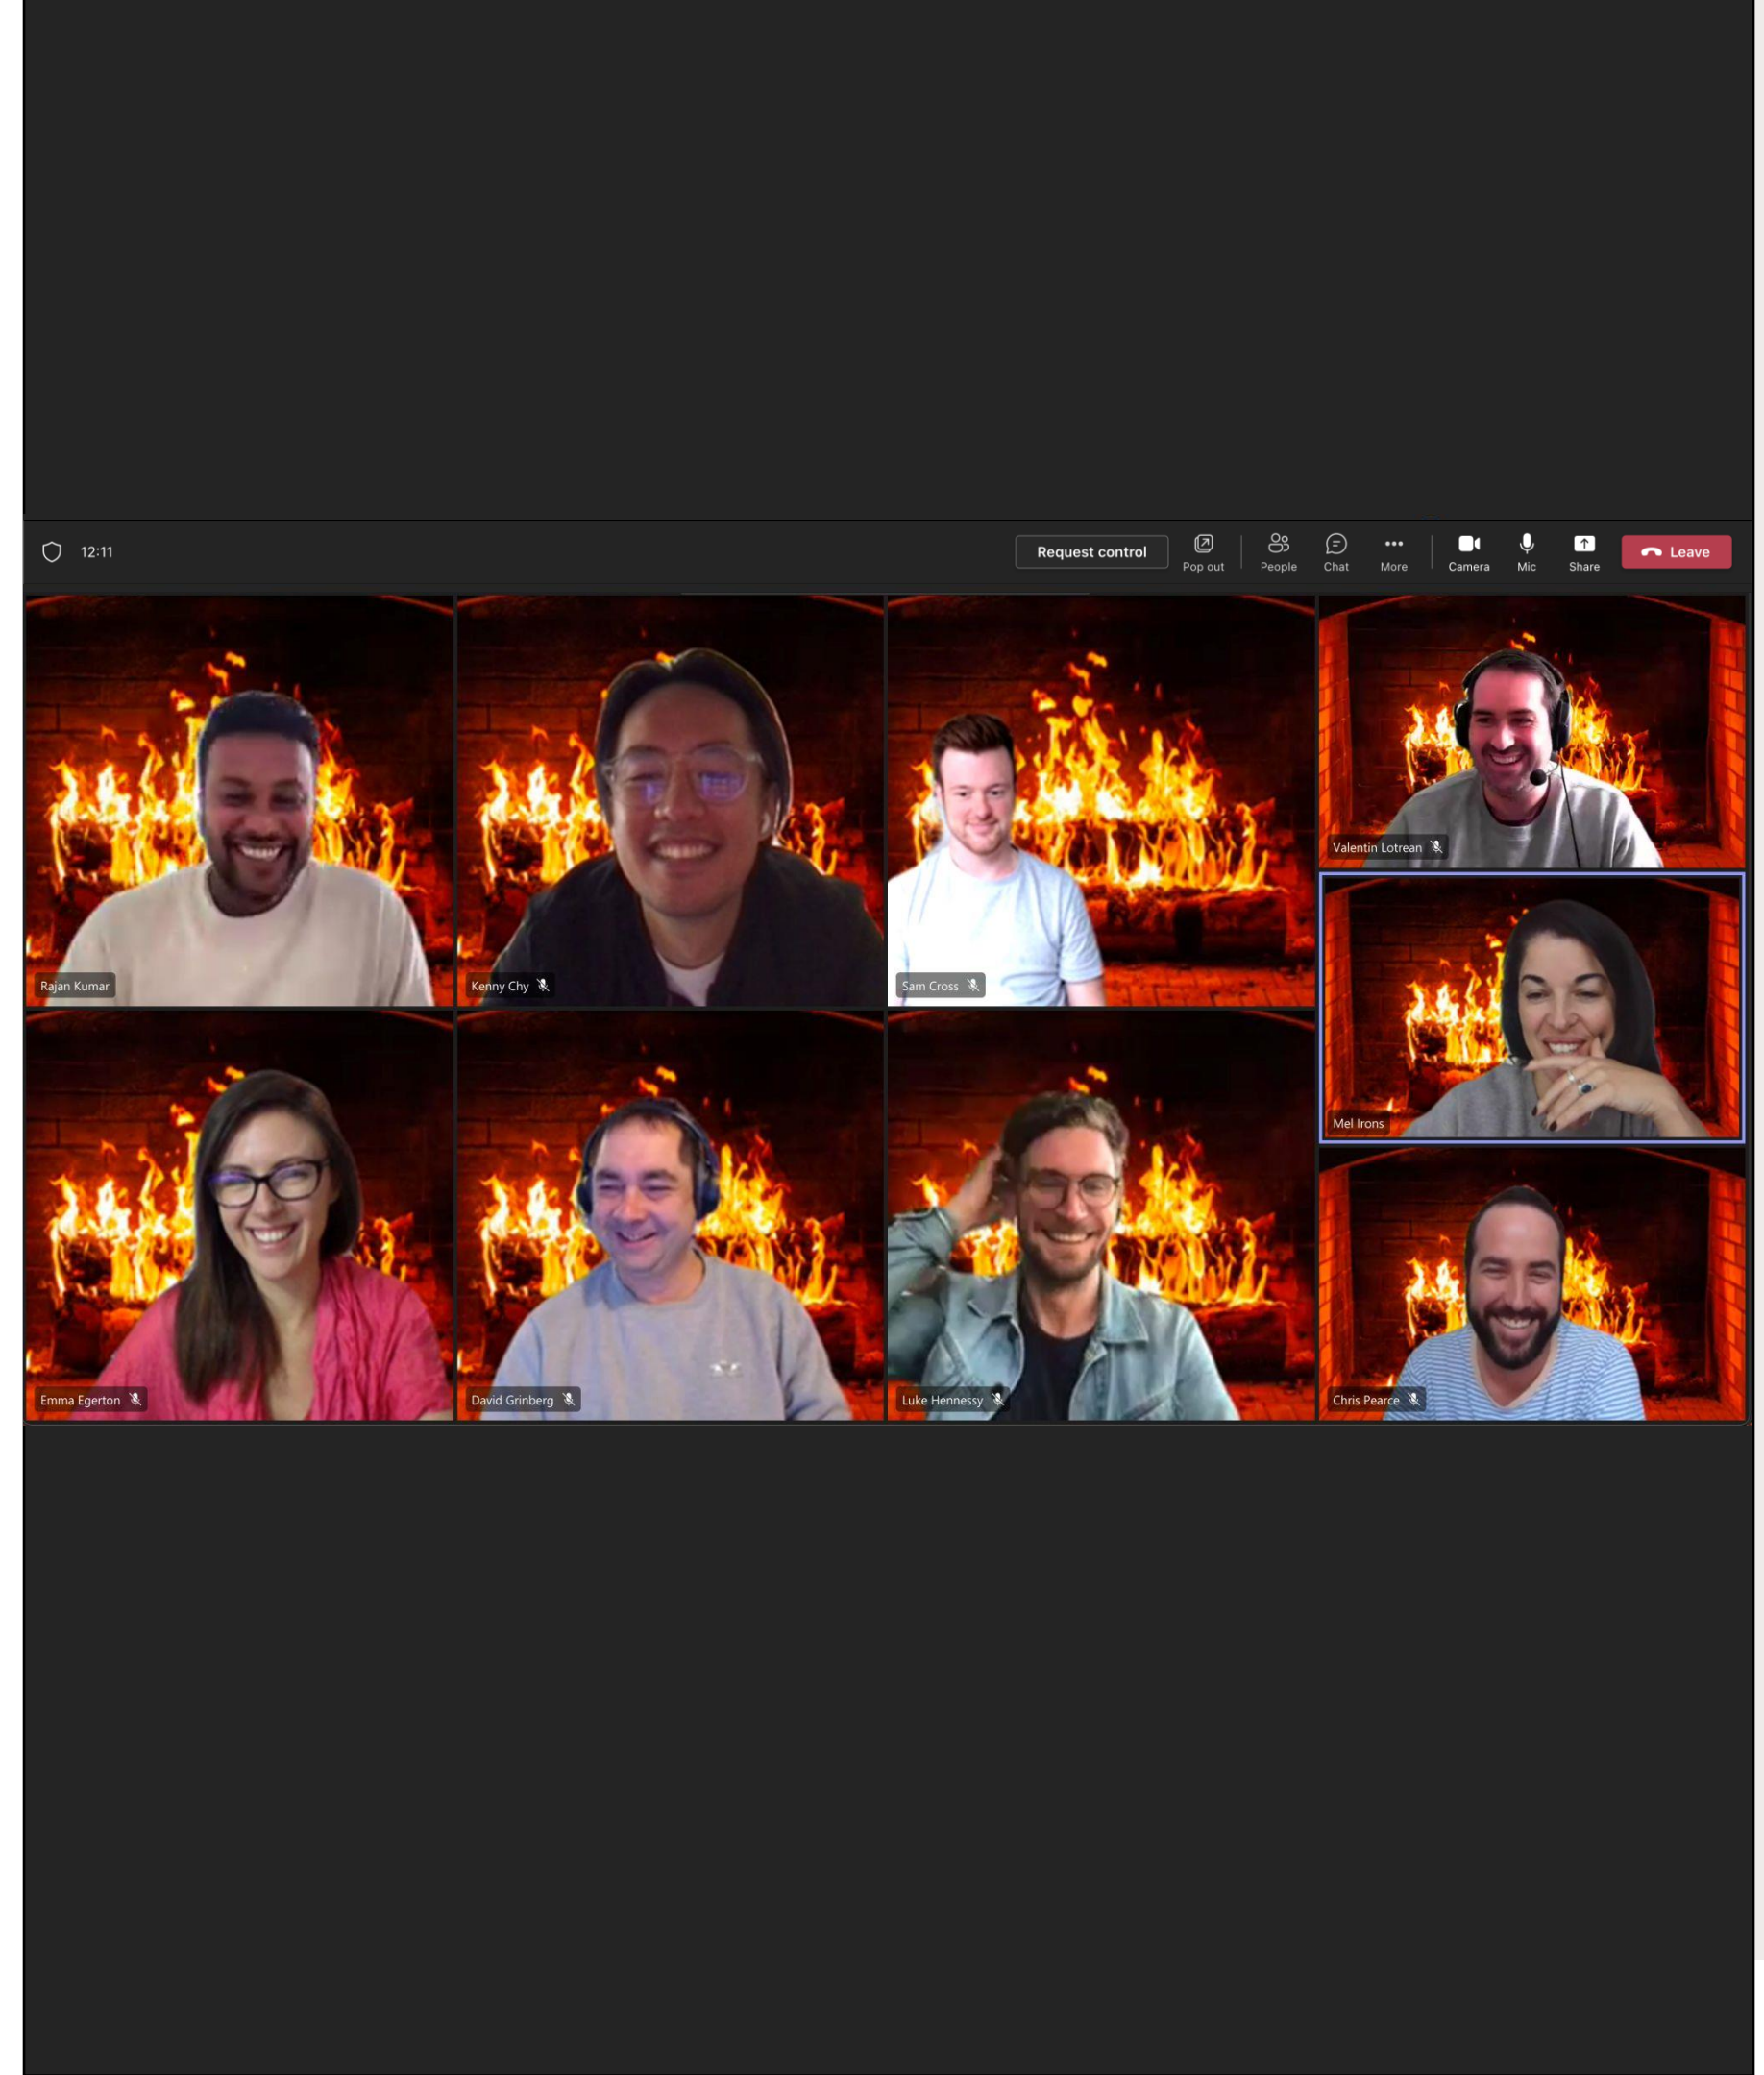 12:11
Request control
Pop out
People
Chat
More
Camera
Mic
Share
Leave
Rajan Kumar
Kenny Chy
Sam Cross
Valentin Lotrean
Mel Irons
Emma Egerton
David Grinberg
Luke Hennessy
Chris Pearce